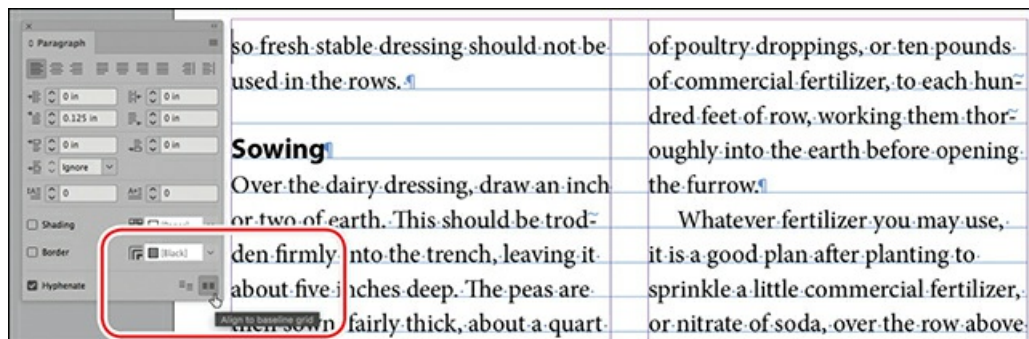 Paragraph
0 in 0 in
0.125 in 0 in
0 in 0 in
Ignore
0 0
Shading
Border [Black]
Hyphenate
Align to baseline grid
so fresh stable dressing should not be
used in the rows.
Sowing
Over the dairy dressing, draw an inch
or two of earth. This should be trod-
den firmly into the trench, leaving it
about five inches deep. The peas are
then sown fairly thick, about a quart
of poultry droppings, or ten pounds
of commercial fertilizer, to each hun-
dred feet of row, working them thor-
oughly into the earth before opening
the furrow.
Whatever fertilizer you may use,
it is a good plan after planting to
sprinkle a little commercial fertilizer,
or nitrate of soda, over the row above